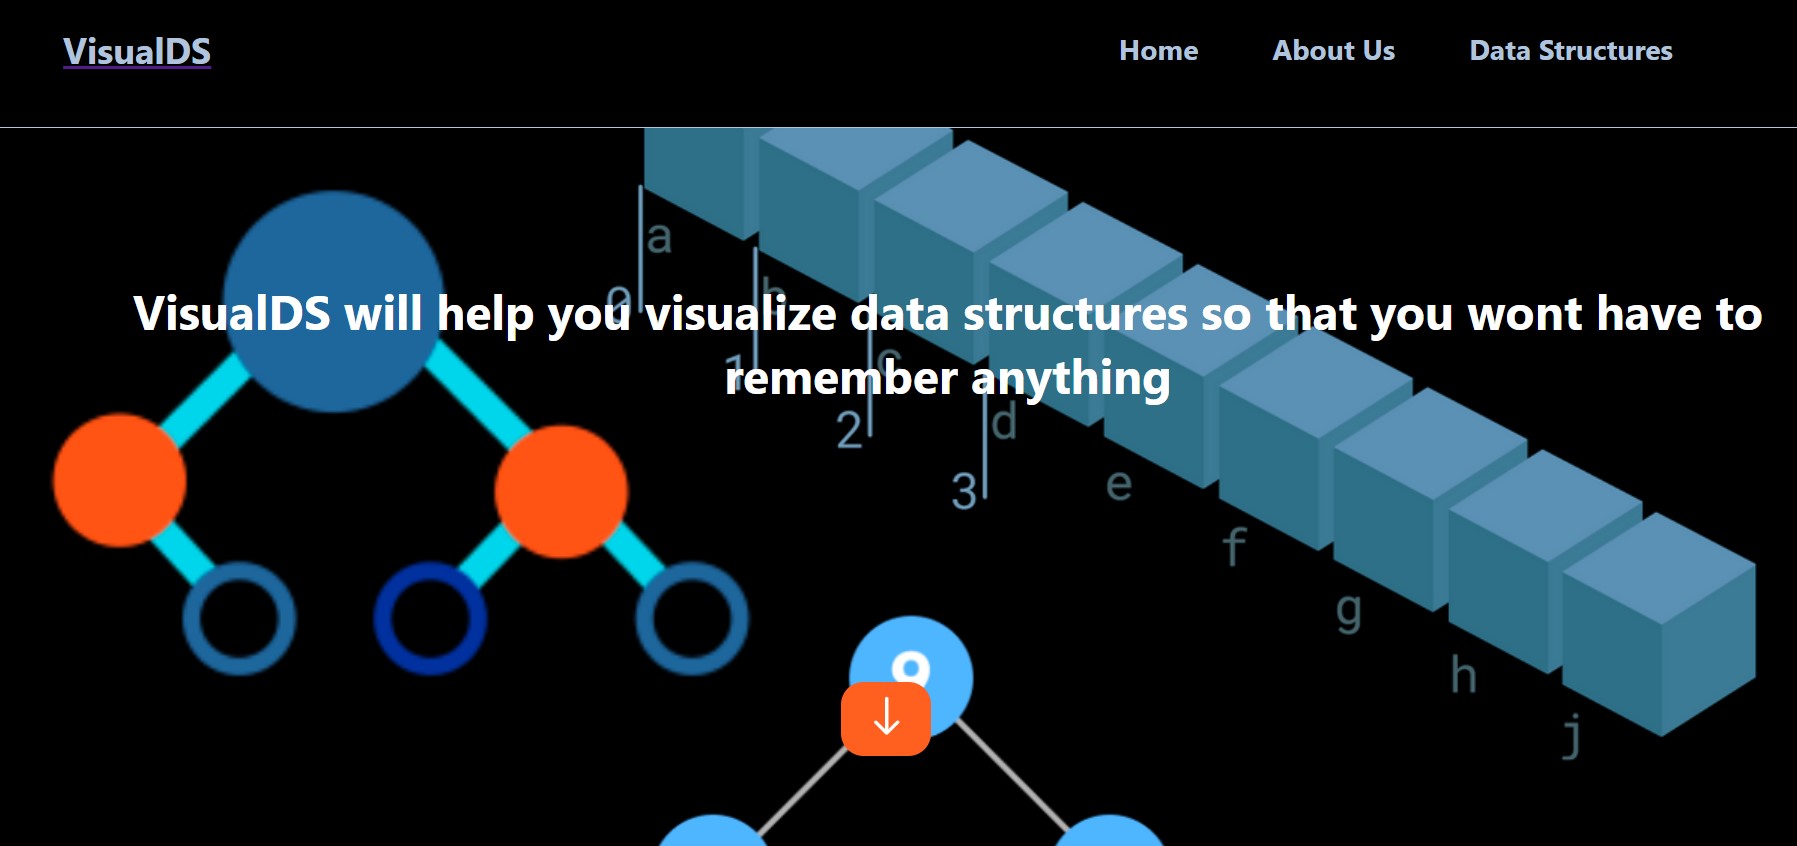 VisualDS
Home About Us Data Structures
a
0
b
VisualDS will help you visualize data structures so that you wont have to
1
c
remember anything
2
d
3
e
f
g
h
j
9